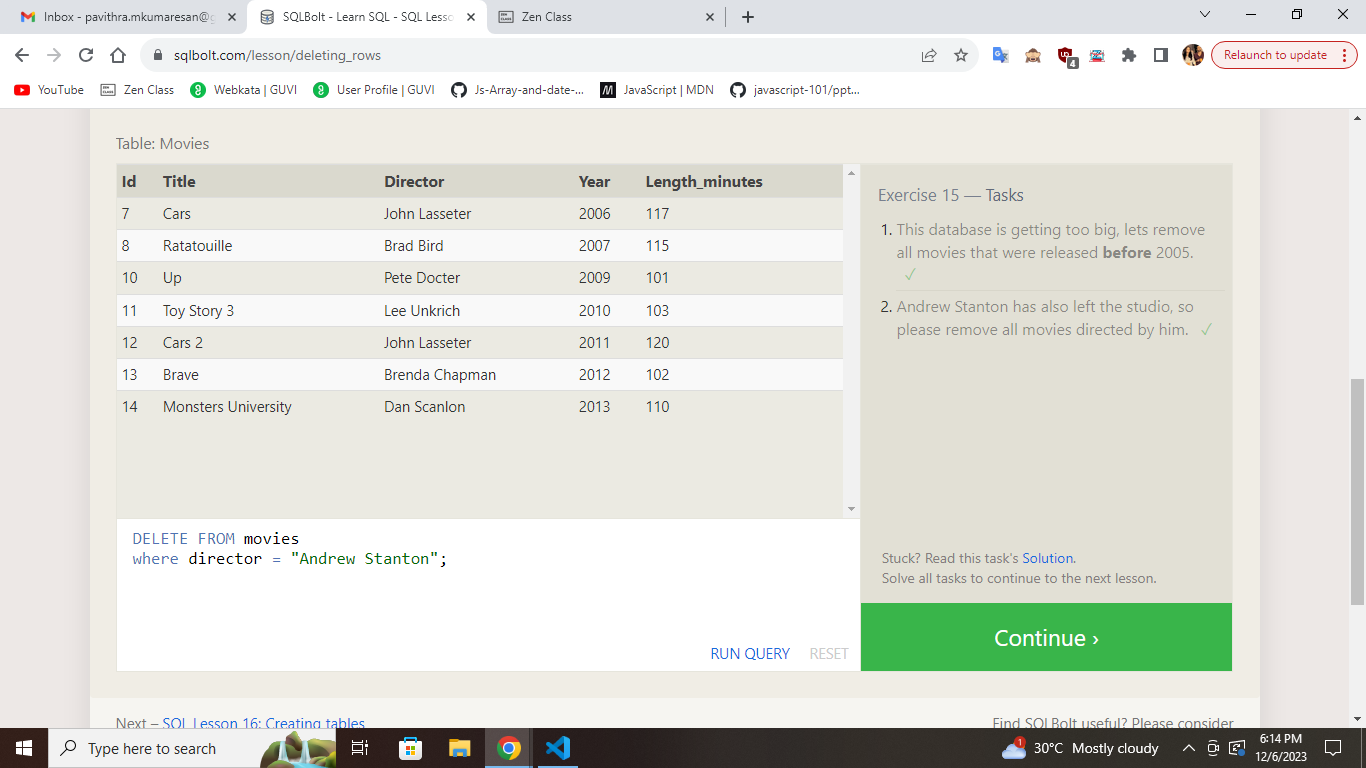 Inbox - pavithra.mkumaresan@g
SQLBolt - Learn SQL - SQL Lesso
Zen Class
sqlbolt.com/lesson/deleting_rows
4
Relaunch to update
YouTube
Zen Class
Webkata | GUVI
User Profile | GUVI
Js-Array-and-date-...
JavaScript | MDN
javascript-101/ppt...
Table: Movies
Id Title Director Year Length_minutes
7 Cars John Lasseter 2006 117
8 Ratatouille Brad Bird 2007 115
10 Up Pete Docter 2009 101
11 Toy Story 3 Lee Unkrich 2010 103
12 Cars 2 John Lasseter 2011 120
13 Brave Brenda Chapman 2012 102
14 Monsters University Dan Scanlon 2013 110
DELETE FROM movies
where director = "Andrew Stanton";
RUN QUERY RESET
Exercise 15 — Tasks
1. This database is getting too big, lets remove
all movies that were released before 2005.
✓
2. Andrew Stanton has also left the studio, so
please remove all movies directed by him. ✓
Stuck? Read this task's Solution.
Solve all tasks to continue to the next lesson.
Continue ›
Next – SQL Lesson 16: Creating tables
Find SQLBolt useful? Please consider
Type here to search
1
30°C Mostly cloudy
6:14 PM
12/6/2023